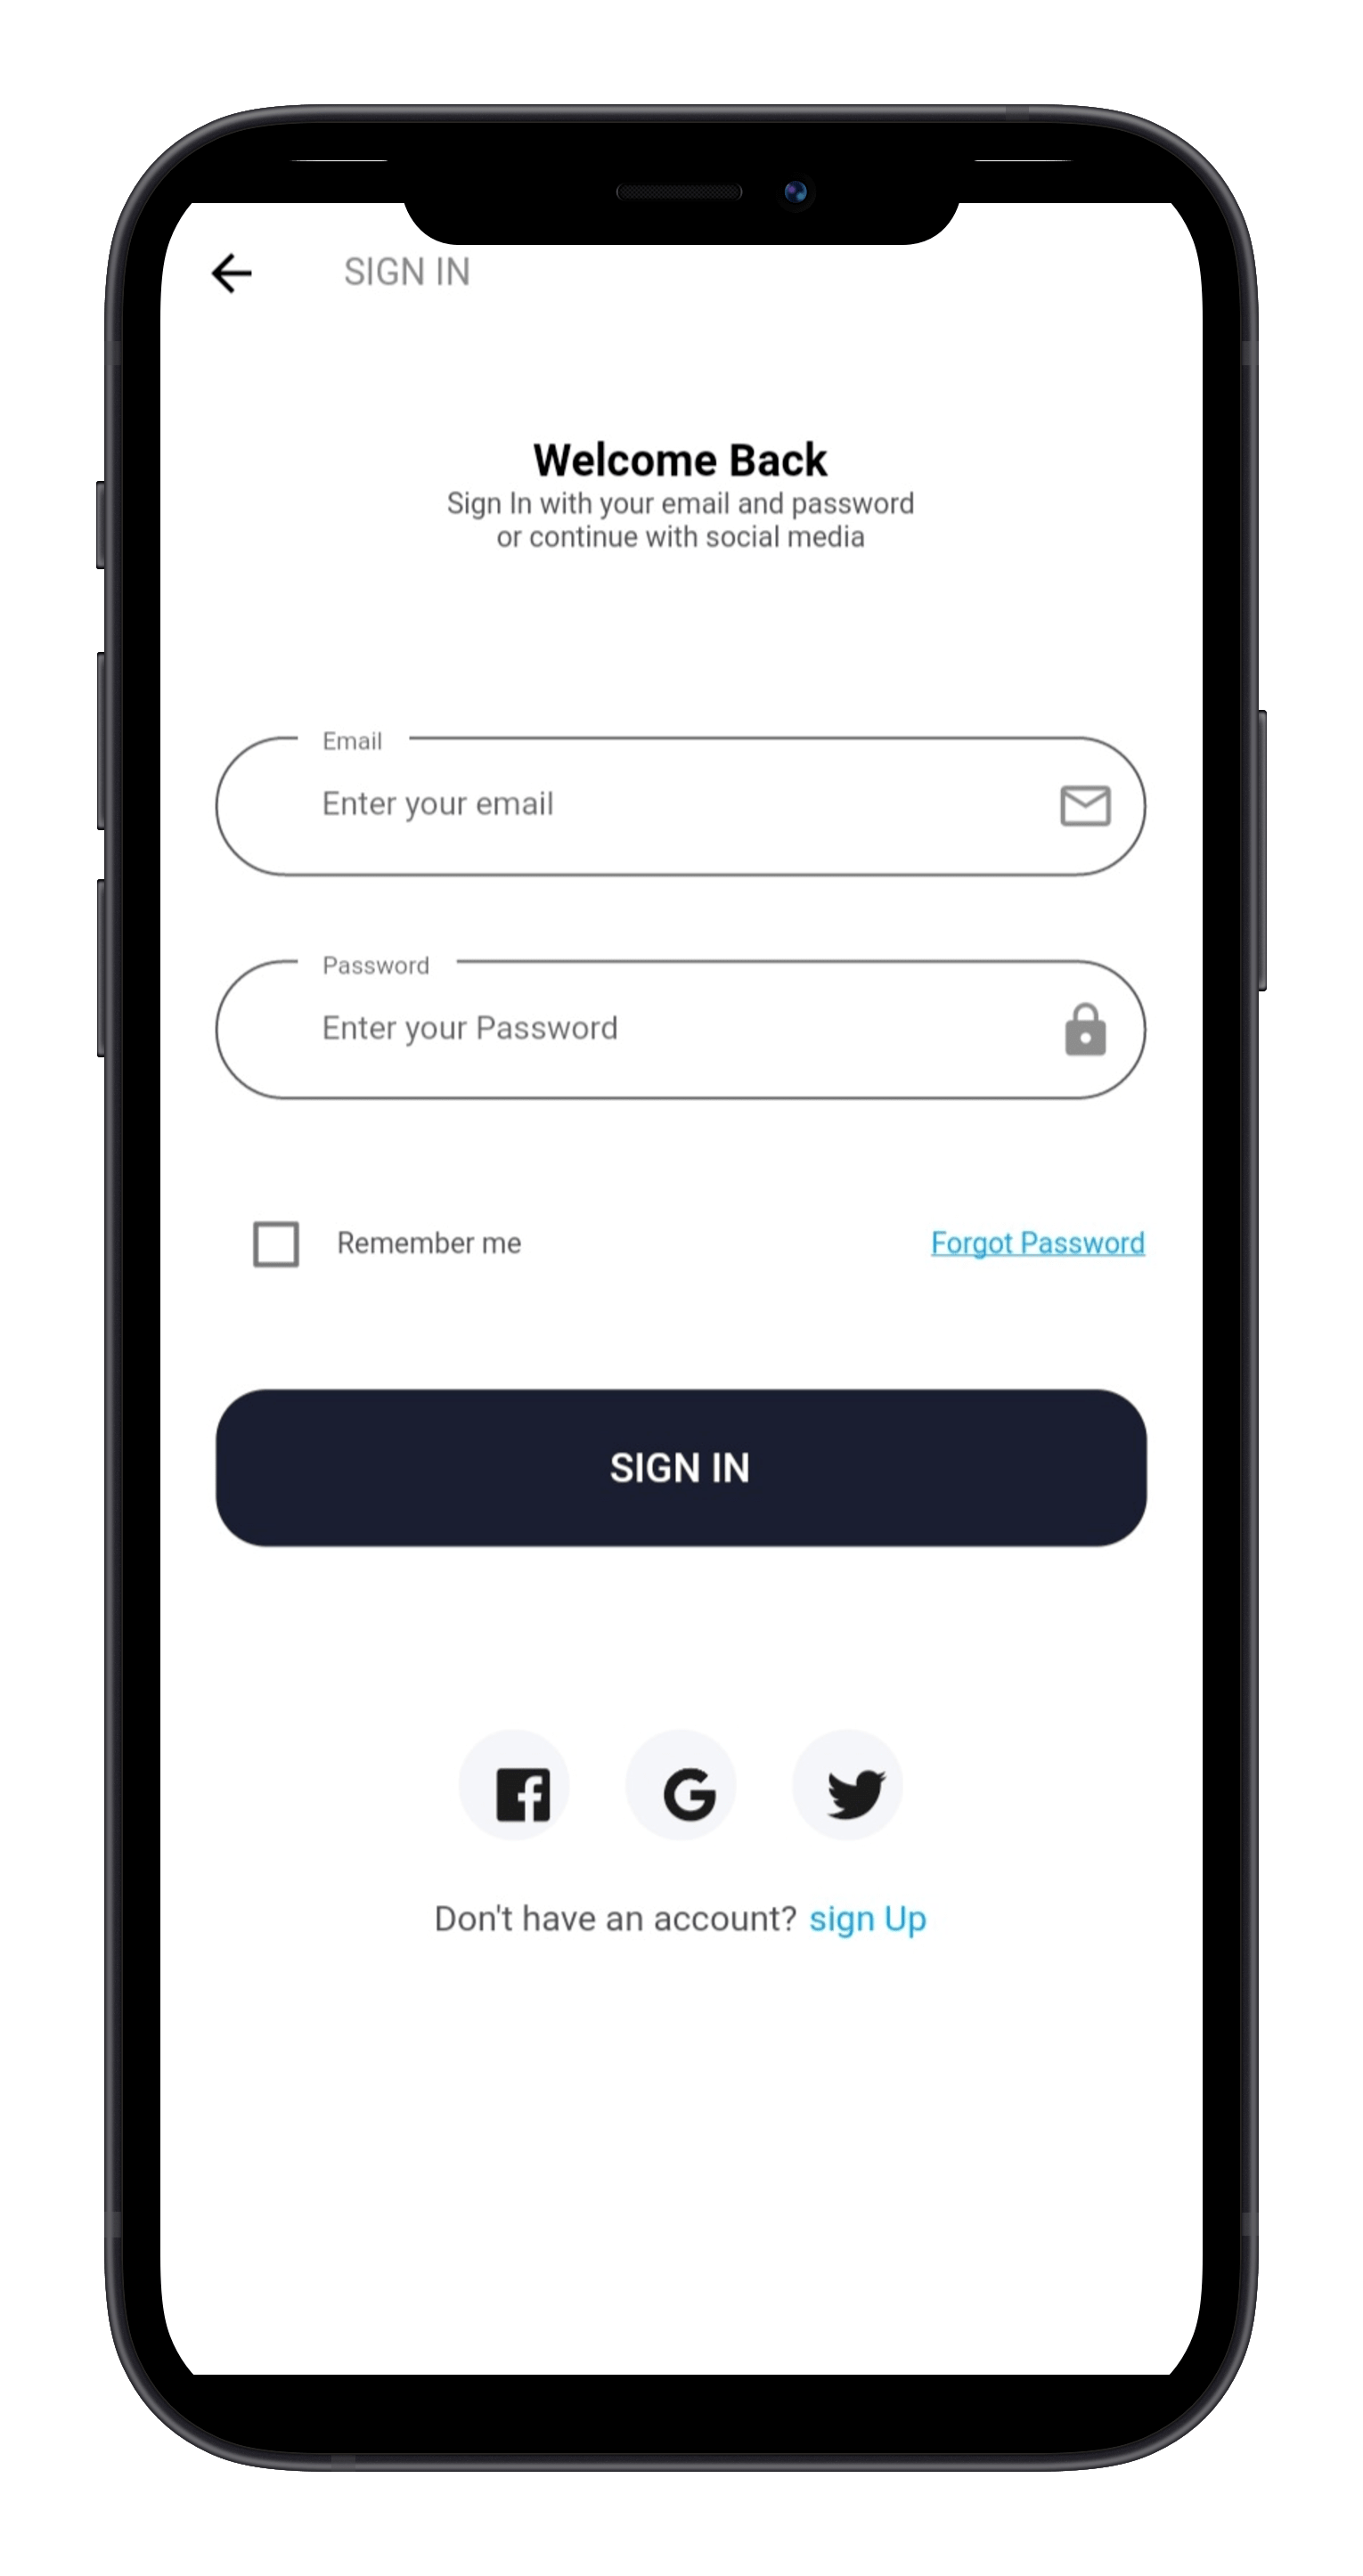 SIGN IN
Welcome Back
Sign In with your email and password
or continue with social media
Email
Enter your email
Password
Enter your Password
Remember me
Forgot Password
SIGN IN
Don't have an account? sign Up